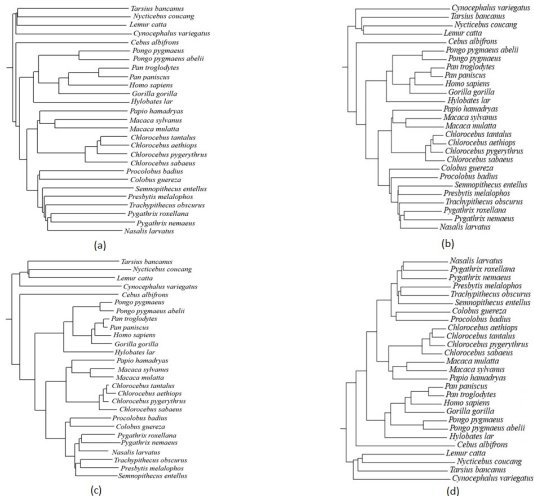 Tarsius bancanus
Nycticebus coucang
Lemur catta
Cynocephalus variegatus
Cebus albifrons
Pongo pygmaeus
Pongo pygmaeus abelii
Pan troglodytes
Pan paniscus
Homo sapiens
Gorilla gorilla
Hylobates lar
Papio hamadryas
Macaca sylvanus
Macaca mulatta
Chlorocebus tantalus
Chlorocebus aethiops
Chlorocebus pygerythrus
Chlorocebus sabaeus
Procolobus badius
Colobus guereza
Semnopithecus entellus
Presbytis melalophos
Trachypithecus obscurus
Pygathrix roxellana
Pygathrix nemaeus
Nasalis larvatus
(a)
Cynocephalus variegatus
Tarsius bancanus
Nycticebus coucang
Lemur catta
Cebus albifrons
Pongo pygmaeus abelii
Pongo pygmaeus
Pan troglodytes
Pan paniscus
Homo sapiens
Gorilla gorilla
Hylobates lar
Papio hamadryas
Macaca sylvanus
Macaca mulatta
Chlorocebus tantalus
Chlorocebus aethiops
Chlorocebus pygerythrus
Chlorocebus sabaeus
Colobus guereza
Procolobus badius
Semnopithecus entellus
Presbytis melalophos
Trachypithecus obscurus
Pygathrix roxellana
Pygathrix nemaeus
Nasalis larvatus
(b)
Tarsius bancanus
Nycticebus coucang
Lemur catta
Cynocephalus variegatus
Cebus albifrons
Pongo pygmaeus
Pongo pygmaeus abelii
Pan troglodytes
Pan paniscus
Homo sapiens
Gorilla gorilla
Hylobates lar
Papio hamadryas
Macaca sylvanus
Macaca mulatta
Chlorocebus tantalus
Chlorocebus aethiops
Chlorocebus pygerythrus
Chlorocebus sabaeus
Procolobus badius
Colobus guereza
Pygathrix roxellana
Pygathrix nemaeus
Nasalis larvatus
Trachypithecus obscurus
Presbytis melalophos
Semnopithecus entellus
(c)
Nasalis larvatus
Pygathrix roxellana
Pygathrix nemaeus
Presbytis melalophos
Trachypithecus obscurus
Semnopithecus entellus
Colobus guereza
Procolobus badius
Chlorocebus aethiops
Chlorocebus tantalus
Chlorocebus pygerythrus
Chlorocebus sabaeus
Macaca mulatta
Macaca sylvanus
Papio hamadryas
Pan paniscus
Pan troglodytes
Homo sapiens
Gorilla gorilla
Pongo pygmaeus
Pongo pygmaeus abelii
Hylobates lar
Cebus albifrons
Lemur catta
Nycticebus coucang
Tarsius bancanus
Cynocephalus variegatus
(d)